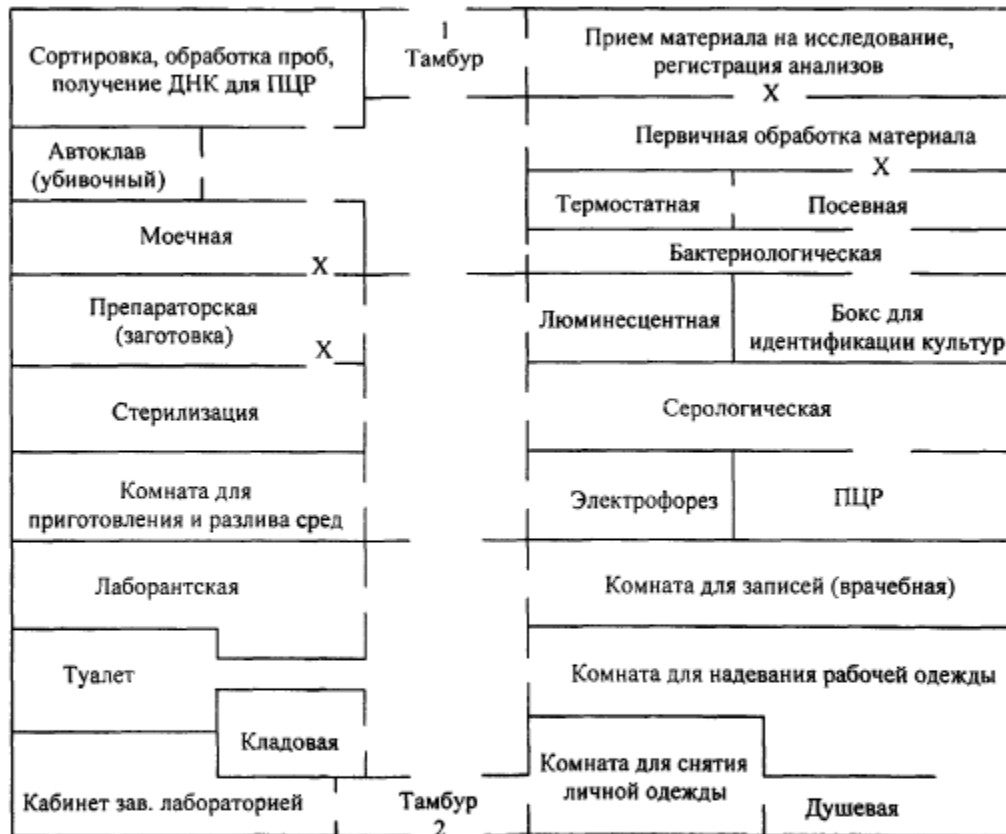 Сортировка, обработка проб,
получение ДНК для ПЦР
1
Тамбур
Прием материала на исследование,
регистрация анализов
X
Первичная обработка материала
X
Автоклав
(убивочный)
Термостатная
Посевная
Моечная
X
Бактериологическая
Препараторская
(заготовка)
X
Люминесцентная
Бокс для
идентификации культур
Стерилизация
Серологическая
Комната для
приготовления и разлива сред
Электрофорез
ПЦР
Лаборантская
Комната для записей (врачебная)
Туалет
Комната для надевания рабочей одежды
Кладовая
Комната для снятия
личной одежды
Кабинет зав. лабораторией
Тамбур
2
Душевая